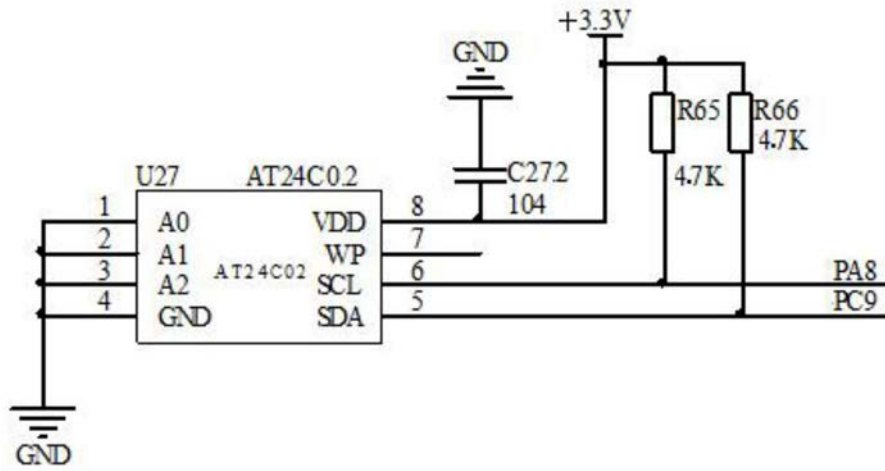 +3.3V
GND
R65
R66
4.7K
4.7K
C27.2
104
U27
AT24C0.2
1
A0
VDD
8
2
A1
WP
7
AT24C02
3
A2
SCL
6
PA8
4
GND
SDA
5
PC9
GND